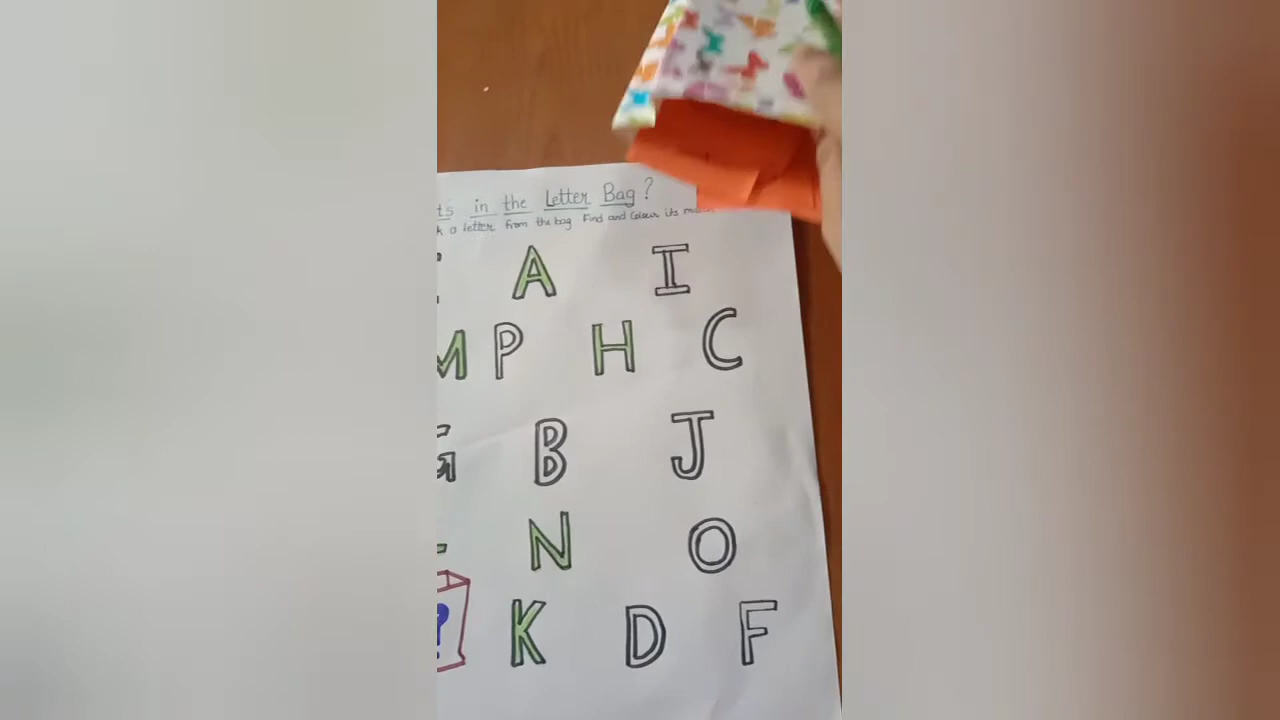 t's in the Letter Bag?
k a letter from the bag Find and Colour its
A I
M P H C
G B J
N O
? K D F